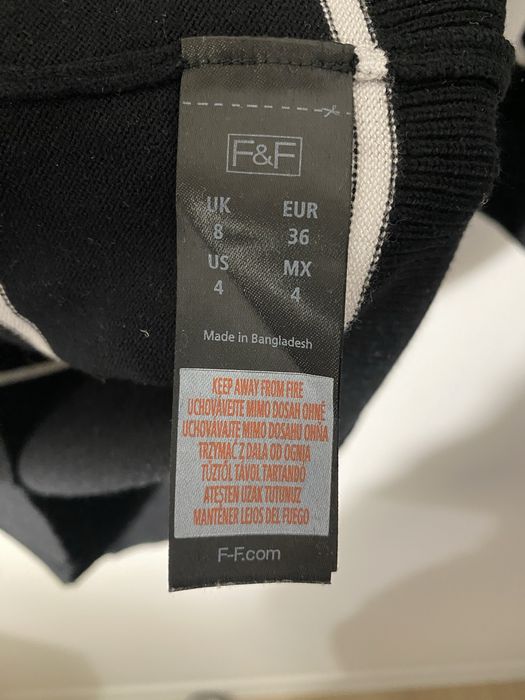 F&F
UK EUR
8 36
US MX
4 4
Made in Bangladesh
KEEP AWAY FROM FIRE
UCHOVÁVEJTE MIMO DOSAH OHNĚ
UCHOVÁVAJTE MIMO DOSAHU OHŇA
TRZYMAĆ Z DALA OD OGNIA
TŰZTŐL TÁVOL TARTANDÓ
ATEŞTEN UZAK TUTUNUZ
MANTENER LEJOS DEL FUEGO
F-F.com